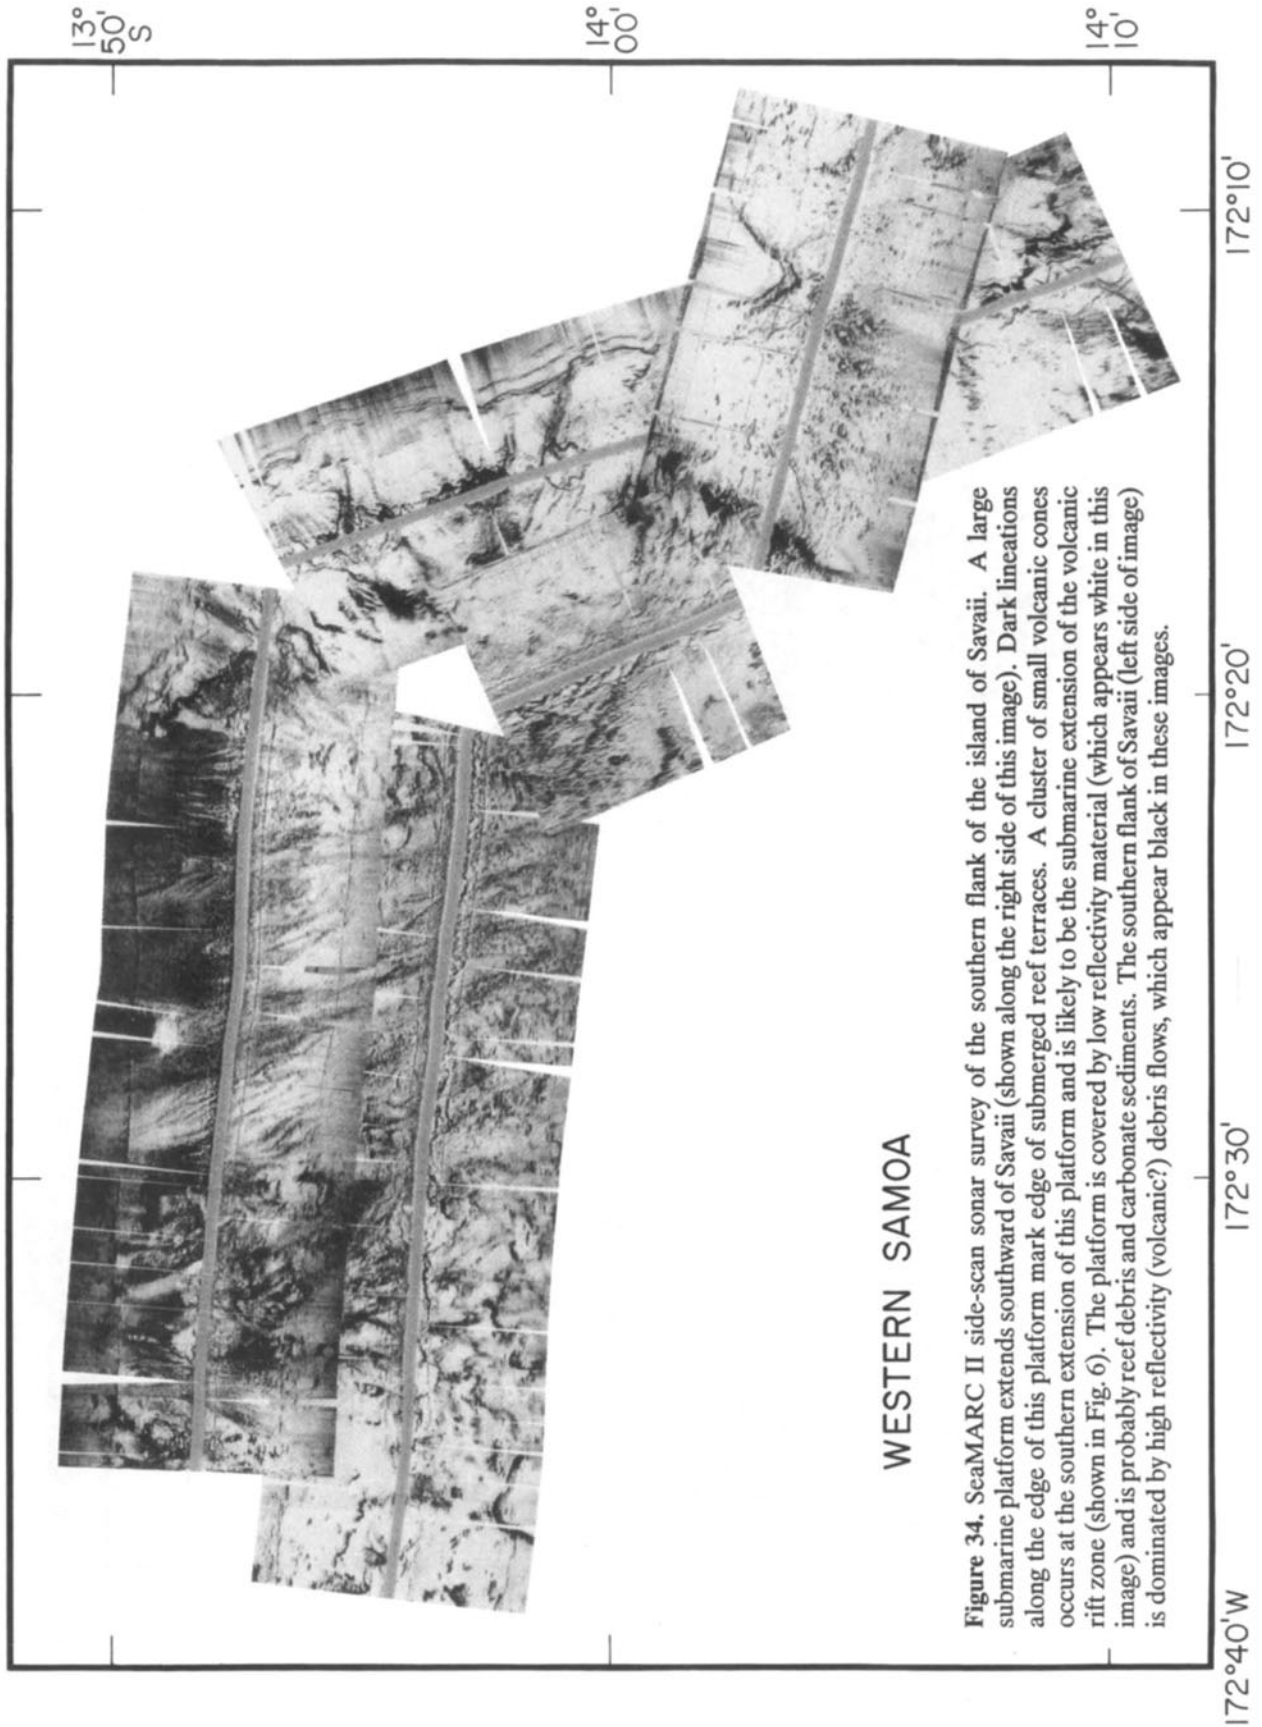 13°
50'
S
14°
00'
14°
10'
172°40'W
172°30'
172°20'
172°10'
WESTERN SAMOA
Figure 34. SeaMARC II side-scan sonar survey of the southern flank of the island of Savaii. A large
submarine platform extends southward of Savaii (shown along the right side of this image). Dark lineations
along the edge of this platform mark edge of submerged reef terraces. A cluster of small volcanic cones
occurs at the southern extension of this platform and is likely to be the submarine extension of the volcanic
rift zone (shown in Fig. 6). The platform is covered by low reflectivity material (which appears white in this
image) and is probably reef debris and carbonate sediments. The southern flank of Savaii (left side of image)
is dominated by high reflectivity (volcanic?) debris flows, which appear black in these images.